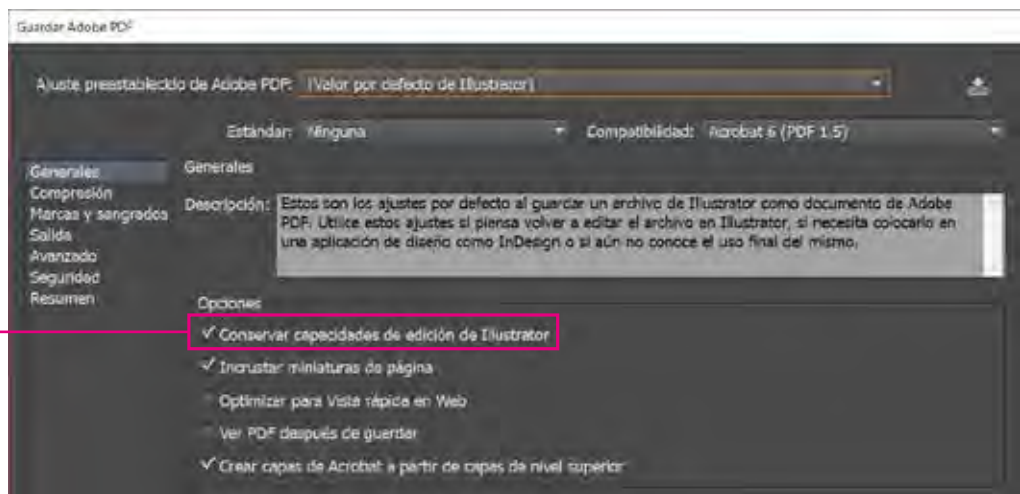 Guardar Adobe PDF
Ajuste preestablecido de Adobe PDF: [Valor por defecto de Illustrator]
Estándar: Ninguna Compatibilidad: Acrobat 6 (PDF 1.5)
Generales
Compresión
Marcas y sangrados
Salida
Avanzado
Seguridad
Resumen
Generales
Descripción: Estos son los ajustes por defecto al guardar un archivo de Illustrator como documento de Adobe
PDF. Utilice estos ajustes si piensa volver a editar el archivo en Illustrator, si necesita colocarlo en
una aplicación de diseño como InDesign o si aún no conoce el uso final del mismo.
Opciones
Conservar capacidades de edición de Illustrator
Incrustar miniaturas de página
Optimizar para Vista rápida en Web
Ver PDF después de guardar
Crear capas de Acrobat a partir de capas de nivel superior